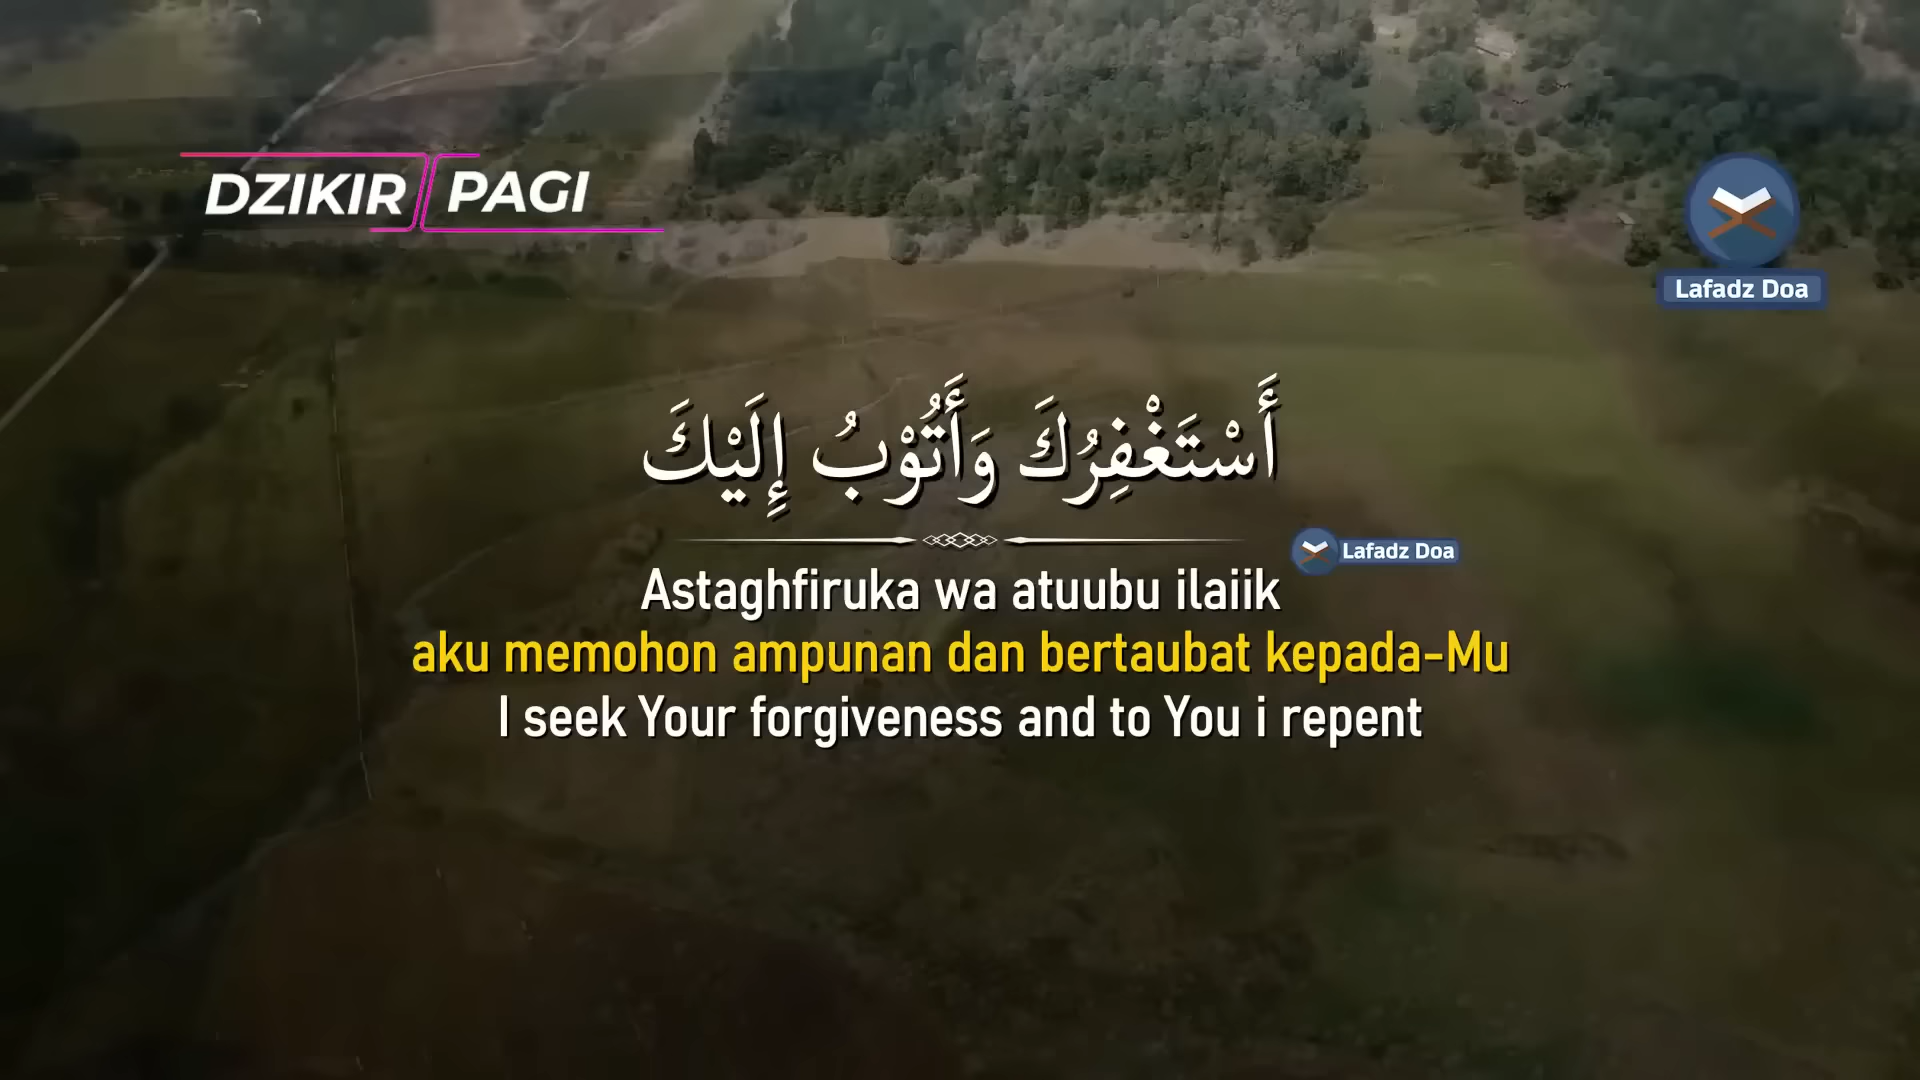 DZIKIR PAGI
Lafadz Doa
أَسْتَغْفِرُكَ وَأَتُوْبُ إِلَيْكَ
Lafadz Doa
Astaghfiruka wa atuubu ilaiik
aku memohon ampunan dan bertaubat kepada-Mu
I seek Your forgiveness and to You i repent